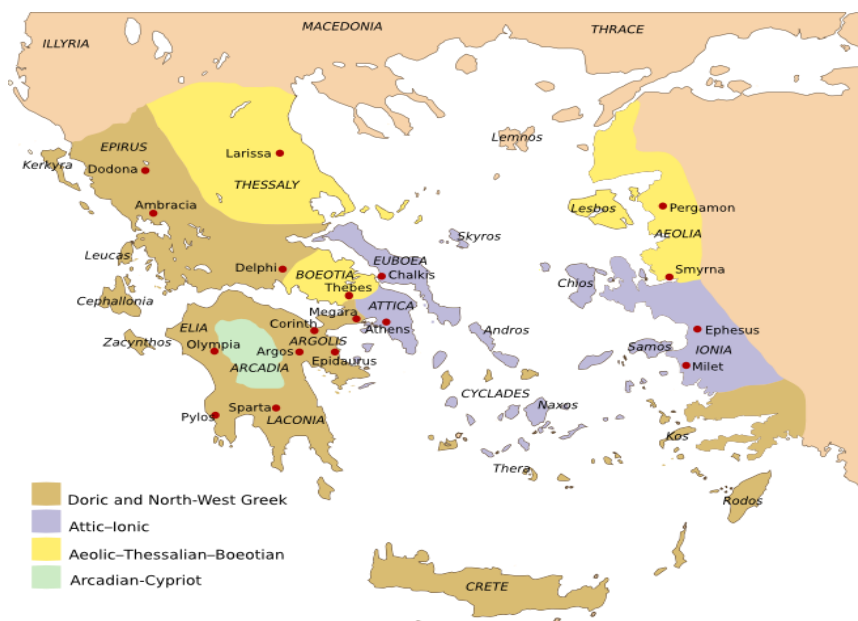 MACEDONIA
THRACE
ILLYRIA
Lemnos
EPIRUS
Larissa
Kerkyra
Dodona
THESSALY
Ambracia
Lesbos
Pergamon
AEOLIA
Skyros
Leucas
EUBOEA
Delphi
BOEOTIA
Chalkis
Smyrna
Chios
Thebes
Cephallonia
ATTICA
Megara
ELIA
Corinth
Athens
Andros
Ephesus
Zacynthos
Olympia
ARGOLIS
Argos
Epidaurus
Samos
IONIA
ARCADIA
Milet
CYCLADES
Naxos
Sparta
Pylos
LACONIA
Kos
Thera
Rodos
Doric and North-West Greek
Attic–Ionic
Aeolic–Thessalian–Boeotian
Arcadian-Cypriot
CRETE